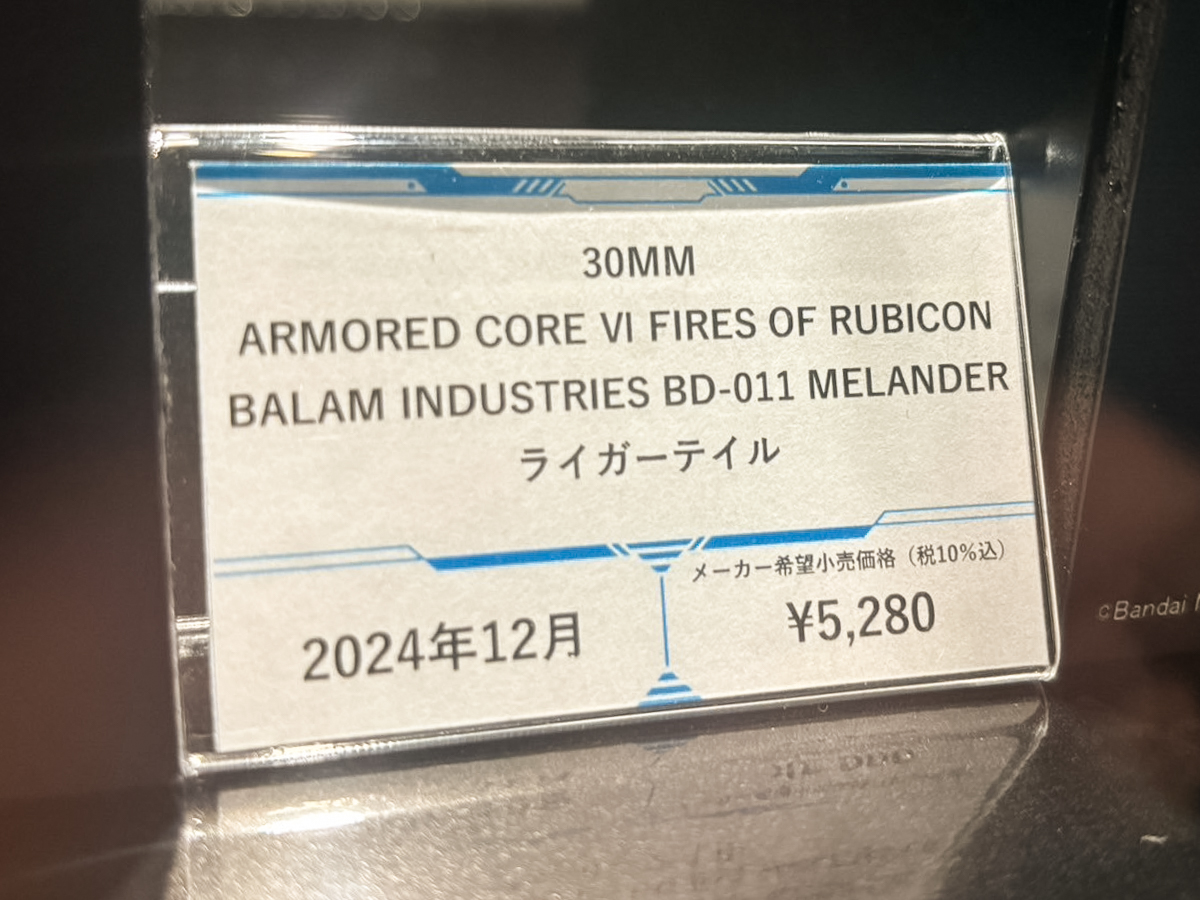 30MM
ARMORED CORE VI FIRES OF RUBICON
BALAM INDUSTRIES BD-011 MELANDER
ライガーテイル
メーカー希望小売価格（税10%込）
2024年12月
¥5,280
©Bandai